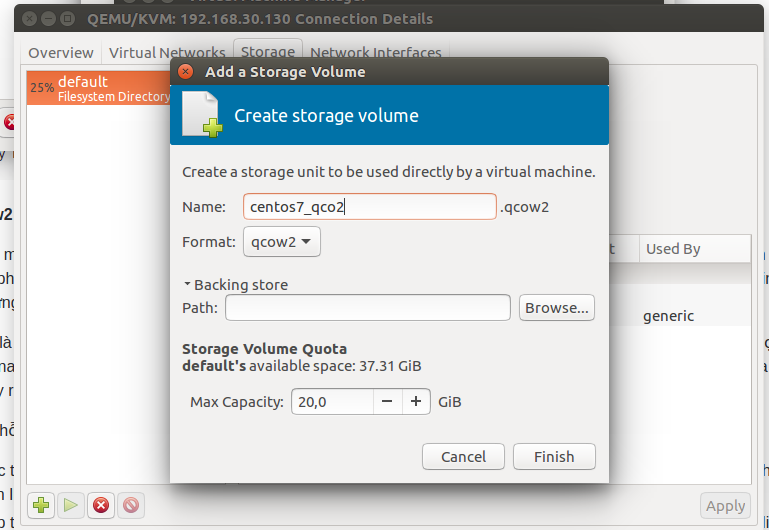 QEMU/KVM: 192.168.30.130 Connection Details
Overview Virtual Networks Storage Network Interfaces
25% default
Filesystem Directory
Add a Storage Volume
Create storage volume
Create a storage unit to be used directly by a virtual machine.
Name: centos7_qco2 .qcow2
Format: qcow2
Used By
Backing store
Path: Browse...
generic
Storage Volume Quota
default's available space: 37.31 GiB
Max Capacity: 20,0 GiB
Cancel Finish
Apply